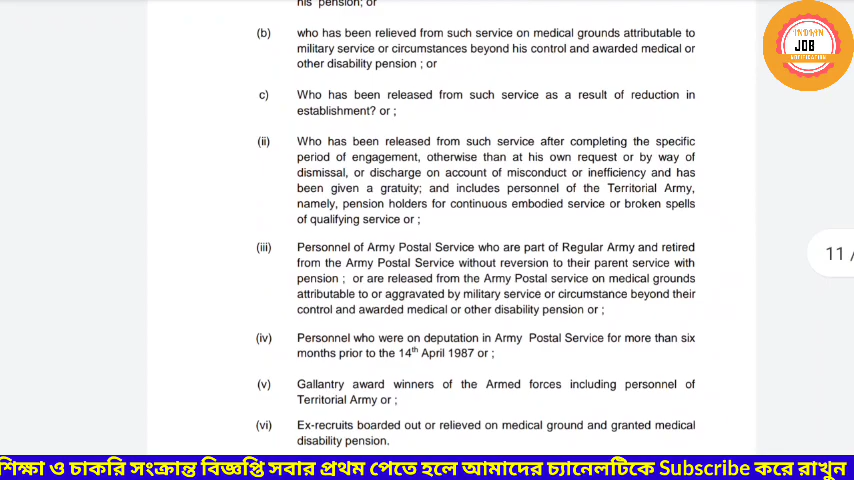 his pension; or
(b) who has been relieved from such service on medical grounds attributable to
military service or circumstances beyond his control and awarded medical or
other disability pension ; or
c) Who has been released from such service as a result of reduction in
establishment? or ;
(ii) Who has been released from such service after completing the specific
period of engagement, otherwise than at his own request or by way of
dismissal, or discharge on account of misconduct or inefficiency and has
been given a gratuity; and includes personnel of the Territorial Army,
namely, pension holders for continuous embodied service or broken spells
of qualifying service or ;
(iii) Personnel of Army Postal Service who are part of Regular Army and retired
from the Army Postal Service without reversion to their parent service with
pension ; or are released from the Army Postal service on medical grounds
attributable to or aggravated by military service or circumstance beyond their
control and awarded medical or other disability pension or ;
(iv) Personnel who were on deputation in Army Postal Service for more than six
months prior to the 14th April 1987 or ;
(v) Gallantry award winners of the Armed forces including personnel of
Territorial Army or ;
(vi) Ex-recruits boarded out or relieved on medical ground and granted medical
disability pension.
INDIAN
JOB
NOTIFICATION
11 /
শিক্ষা ও চাকরি সংক্রান্ত বিজ্ঞপ্তি সবার প্রথম পেতে হলে আমাদের চ্যানেলটিকে Subscribe করে রাখুন